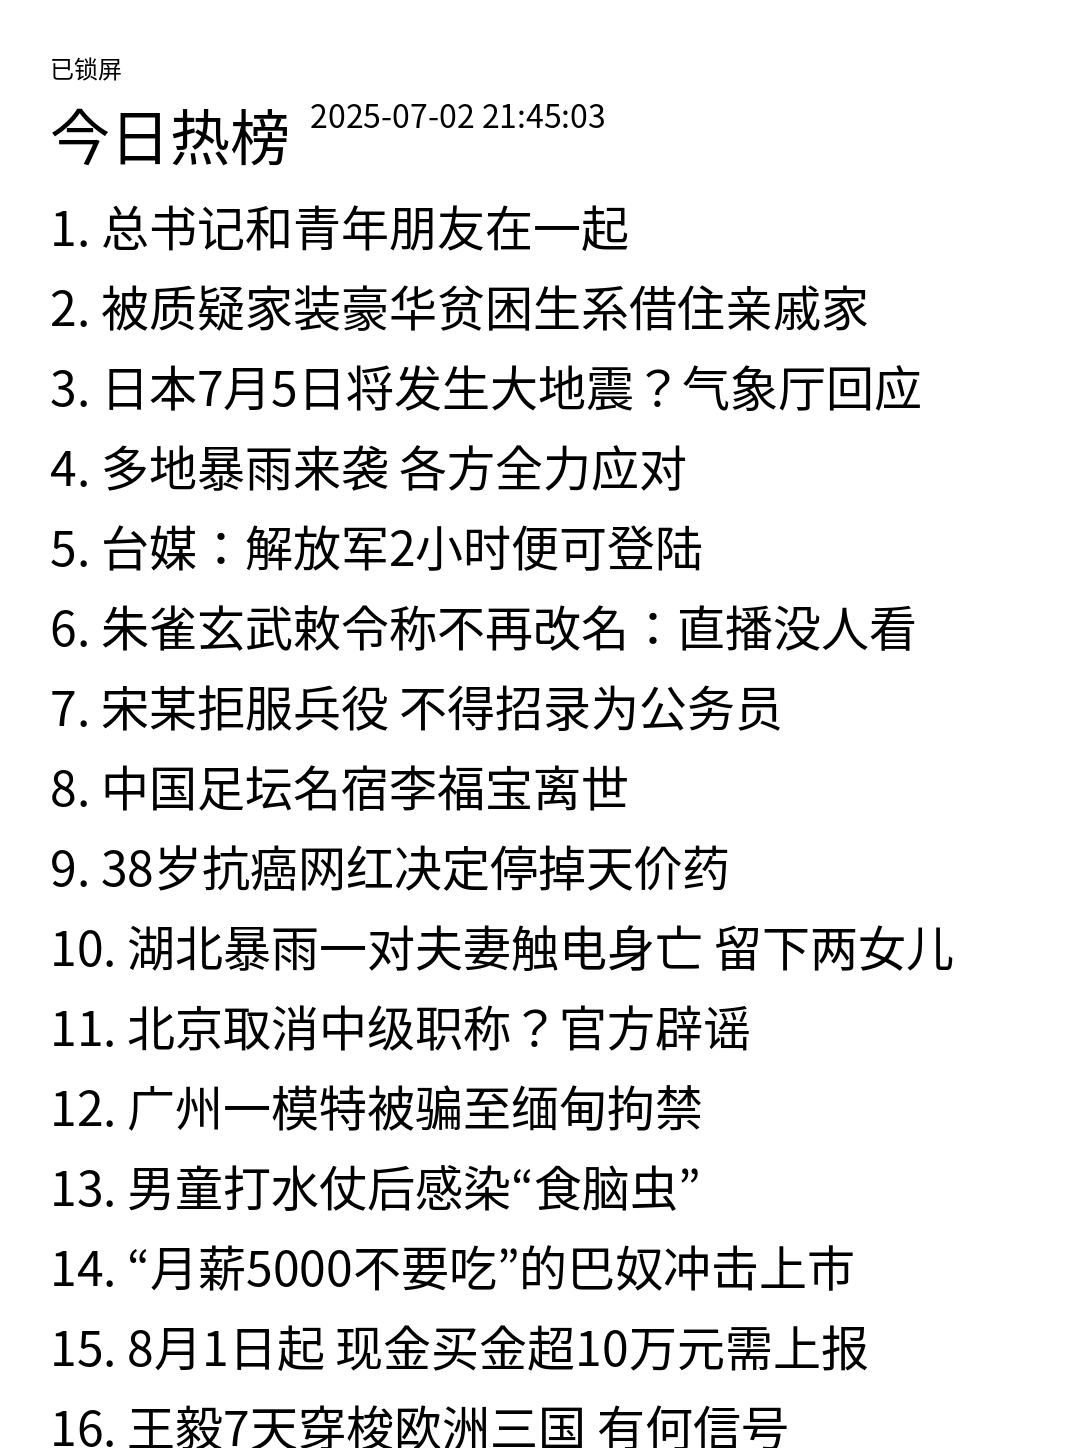 已锁屏
今日热榜 2025-07-02 21:45:03
1. 总书记和青年朋友在一起
2. 被质疑家装豪华贫困生系借住亲戚家
3. 日本7月5日将发生大地震？气象厅回应
4. 多地暴雨来袭 各方全力应对
5. 台媒：解放军2小时便可登陆
6. 朱雀玄武敕令称不再改名：直播没人看
7. 宋某拒服兵役 不得招录为公务员
8. 中国足坛名宿李福宝离世
9. 38岁抗癌网红决定停掉天价药
10. 湖北暴雨一对夫妻触电身亡 留下两女儿
11. 北京取消中级职称？官方辟谣
12. 广州一模特被骗至缅甸拘禁
13. 男童打水仗后感染“食脑虫”
14. “月薪5000不要吃”的巴奴冲击上市
15. 8月1日起 现金买金超10万元需上报
16. 王毅7天穿梭欧洲三国 有何信号